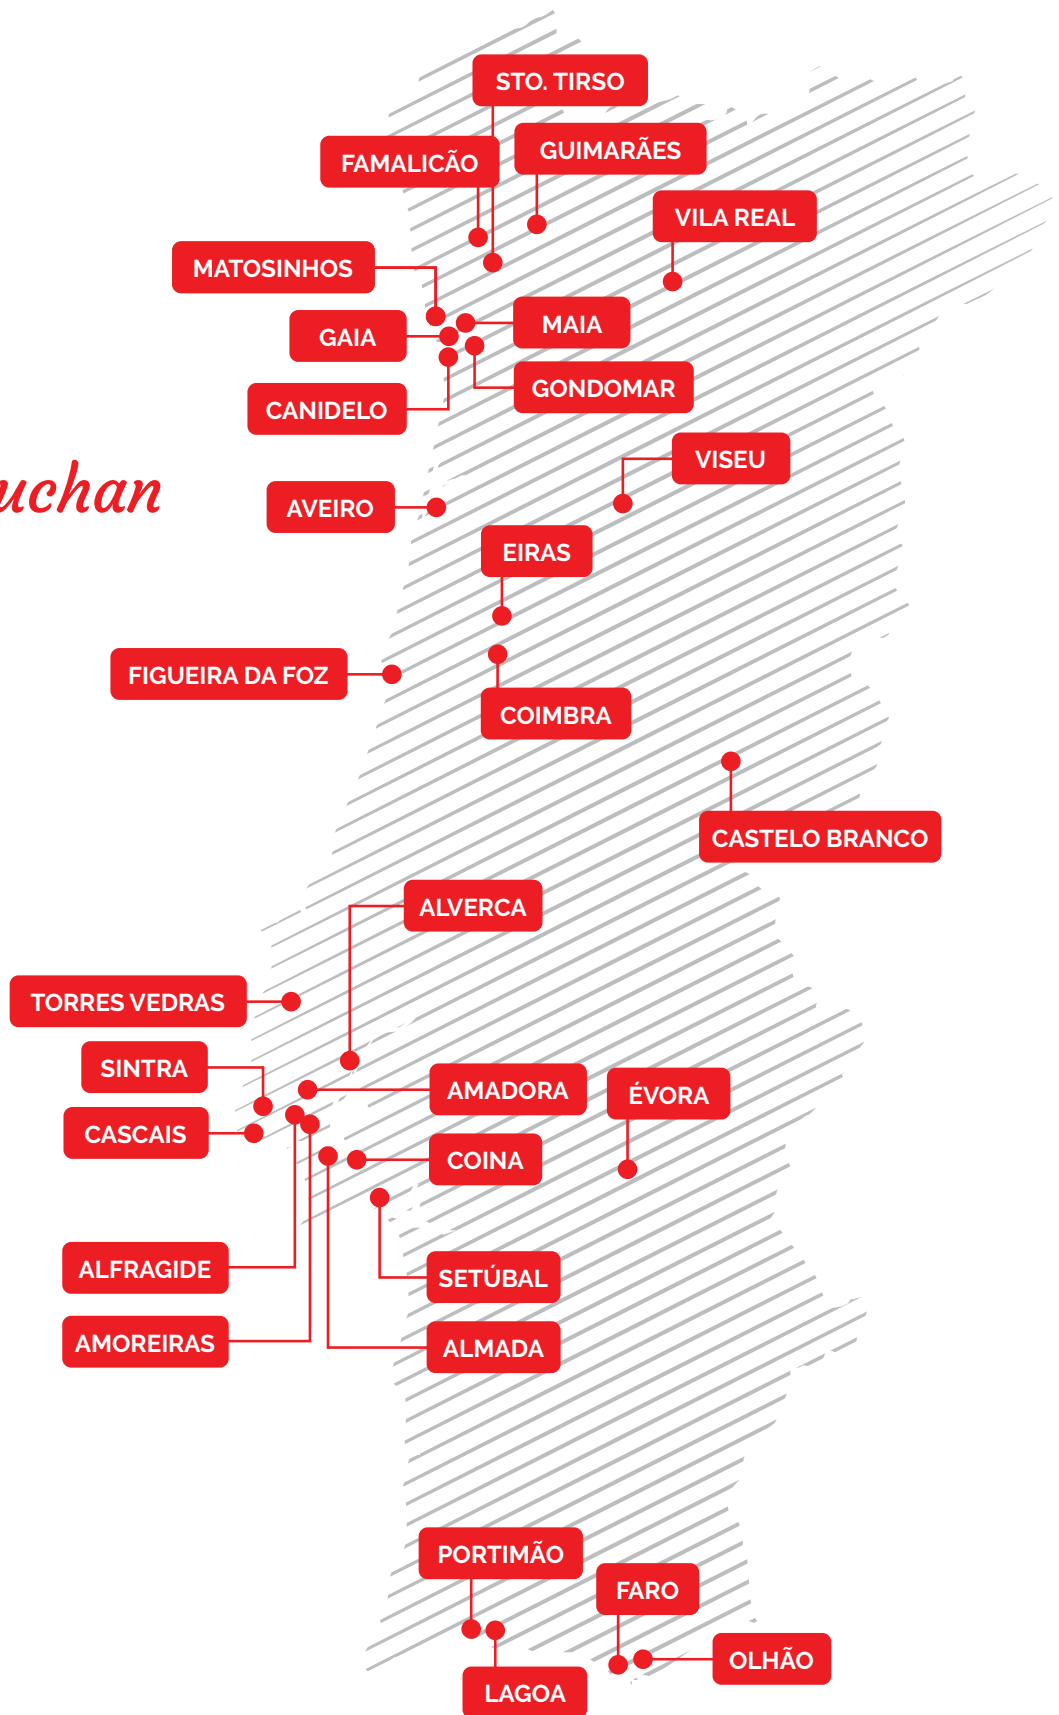 STO. TIRSO
GUIMARÃES
FAMALICÃO
VILA REAL
MATOSINHOS
MAIA
GAIA
GONDOMAR
CANIDELO
VISEU
uchan
AVEIRO
EIRAS
FIGUEIRA DA FOZ
COIMBRA
CASTELO BRANCO
ALVERCA
TORRES VEDRAS
SINTRA
AMADORA
ÉVORA
CASCAIS
COINA
ALFRAGIDE
SETÚBAL
AMOREIRAS
ALMADA
PORTIMÃO
FARO
OLHÃO
LAGOA